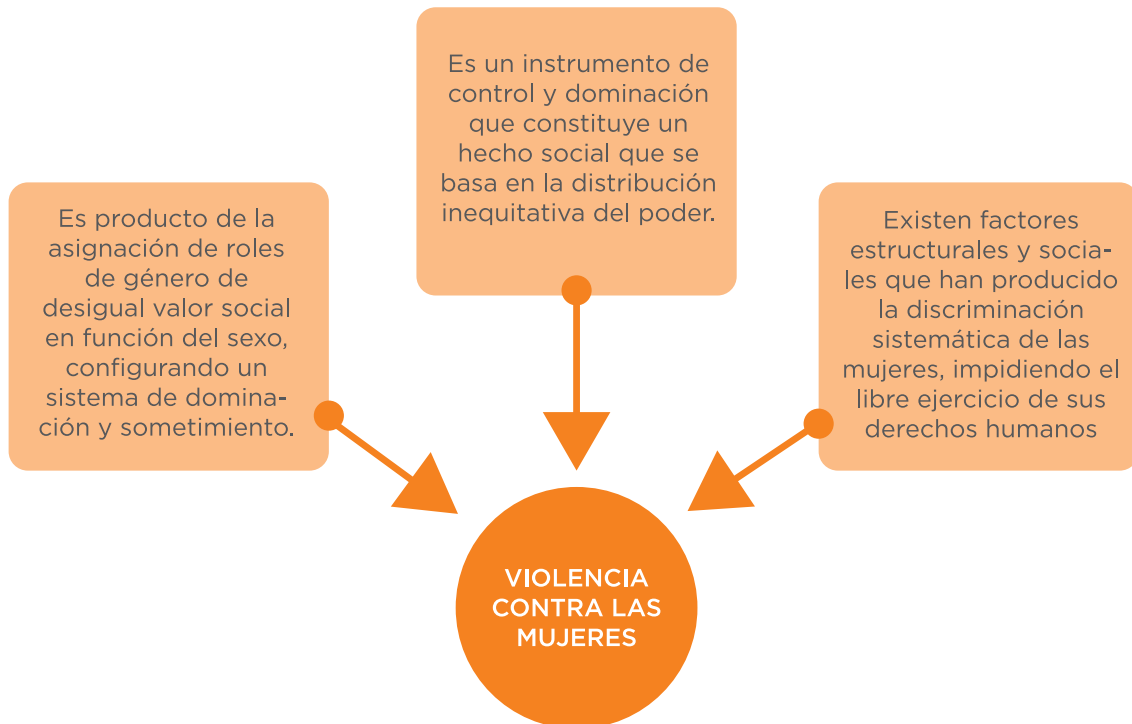 Es un instrumento de
control y dominación
que constituye un
hecho social que se
basa en la distribución
inequitativa del poder.
Es producto de la
asignación de roles
de género de
desigual valor social
en función del sexo,
configurando un
sistema de domina-
ción y sometimiento.
Existen factores
estructurales y socia-
les que han producido
la discriminación
sistemática de las
mujeres, impidiendo el
libre ejercicio de sus
derechos humanos
VIOLENCIA
CONTRA LAS
MUJERES